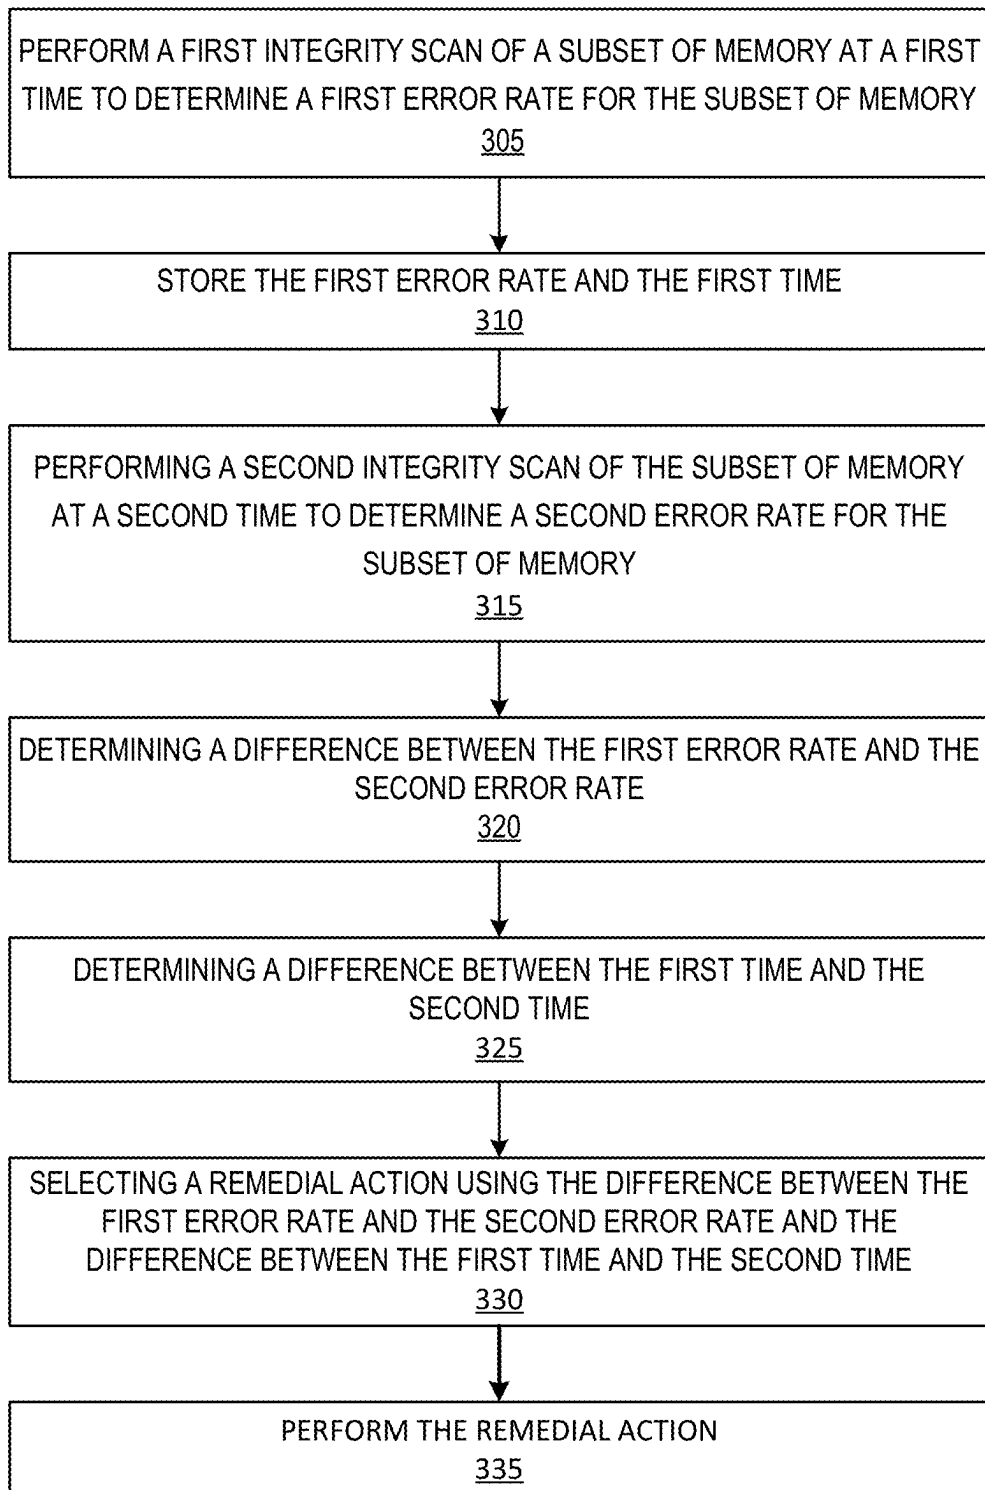 PERFORM A FIRST INTEGRITY SCAN OF A SUBSET OF MEMORY AT A FIRST
TIME TO DETERMINE A FIRST ERROR RATE FOR THE SUBSET OF MEMORY
305
STORE THE FIRST ERROR RATE AND THE FIRST TIME
310
PERFORMING A SECOND INTEGRITY SCAN OF THE SUBSET OF MEMORY
AT A SECOND TIME TO DETERMINE A SECOND ERROR RATE FOR THE
SUBSET OF MEMORY
315
DETERMINING A DIFFERENCE BETWEEN THE FIRST ERROR RATE AND THE
SECOND ERROR RATE
320
DETERMINING A DIFFERENCE BETWEEN THE FIRST TIME AND THE
SECOND TIME
325
SELECTING A REMEDIAL ACTION USING THE DIFFERENCE BETWEEN THE
FIRST ERROR RATE AND THE SECOND ERROR RATE AND THE
DIFFERENCE BETWEEN THE FIRST TIME AND THE SECOND TIME
330
PERFORM THE REMEDIAL ACTION
335